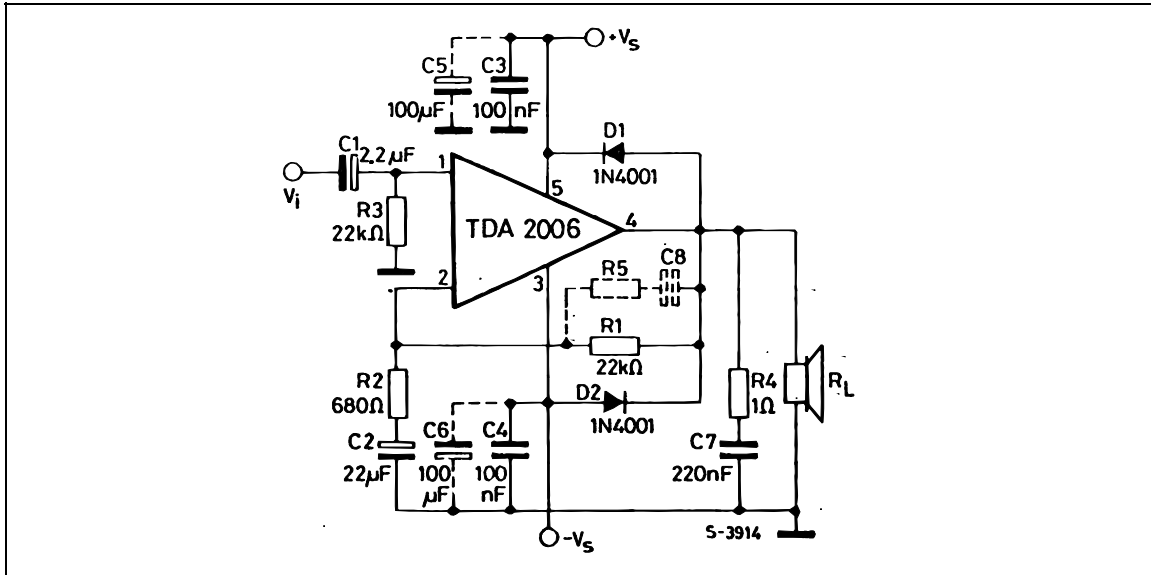 +Vs
C5
C3
100µF
100 nF
D1
1N4001
C1
2.2µF
Vi
1
5
R3
22kΩ
TDA 2006
4
2
3
R5
C8
R1
22kΩ
R2
680Ω
D2
1N4001
R4
1Ω
RL
C2
22µF
C6
100
µF
C4
100
nF
C7
220nF
S-3914
-Vs